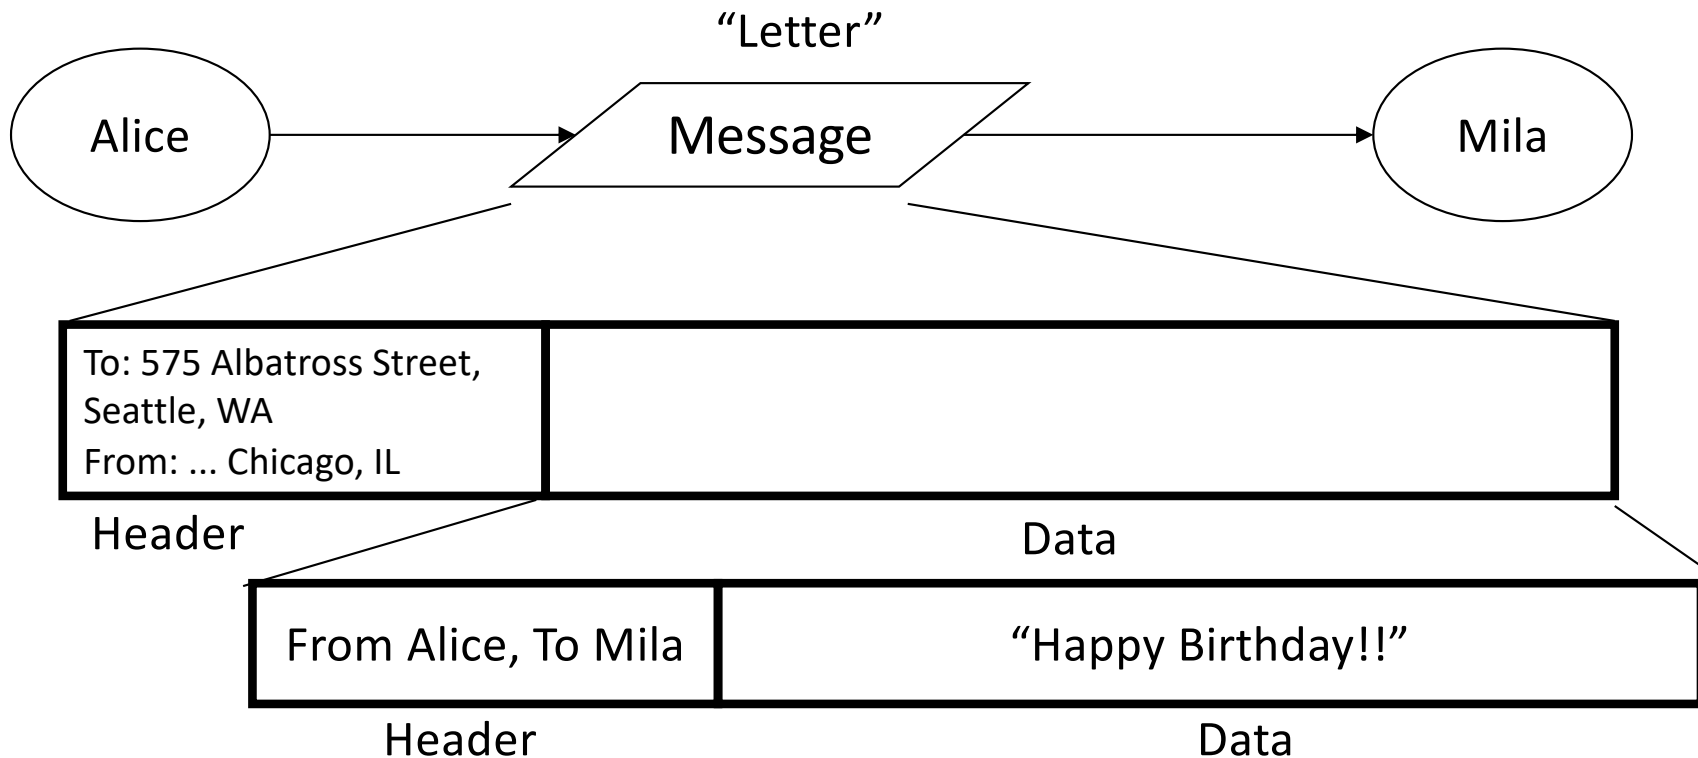 “Letter”
Alice
Message
Mila
To: 575 Albatross Street,
Seattle, WA
From: ... Chicago, IL
Header
Data
From Alice, To Mila
“Happy Birthday!!”
Header
Data